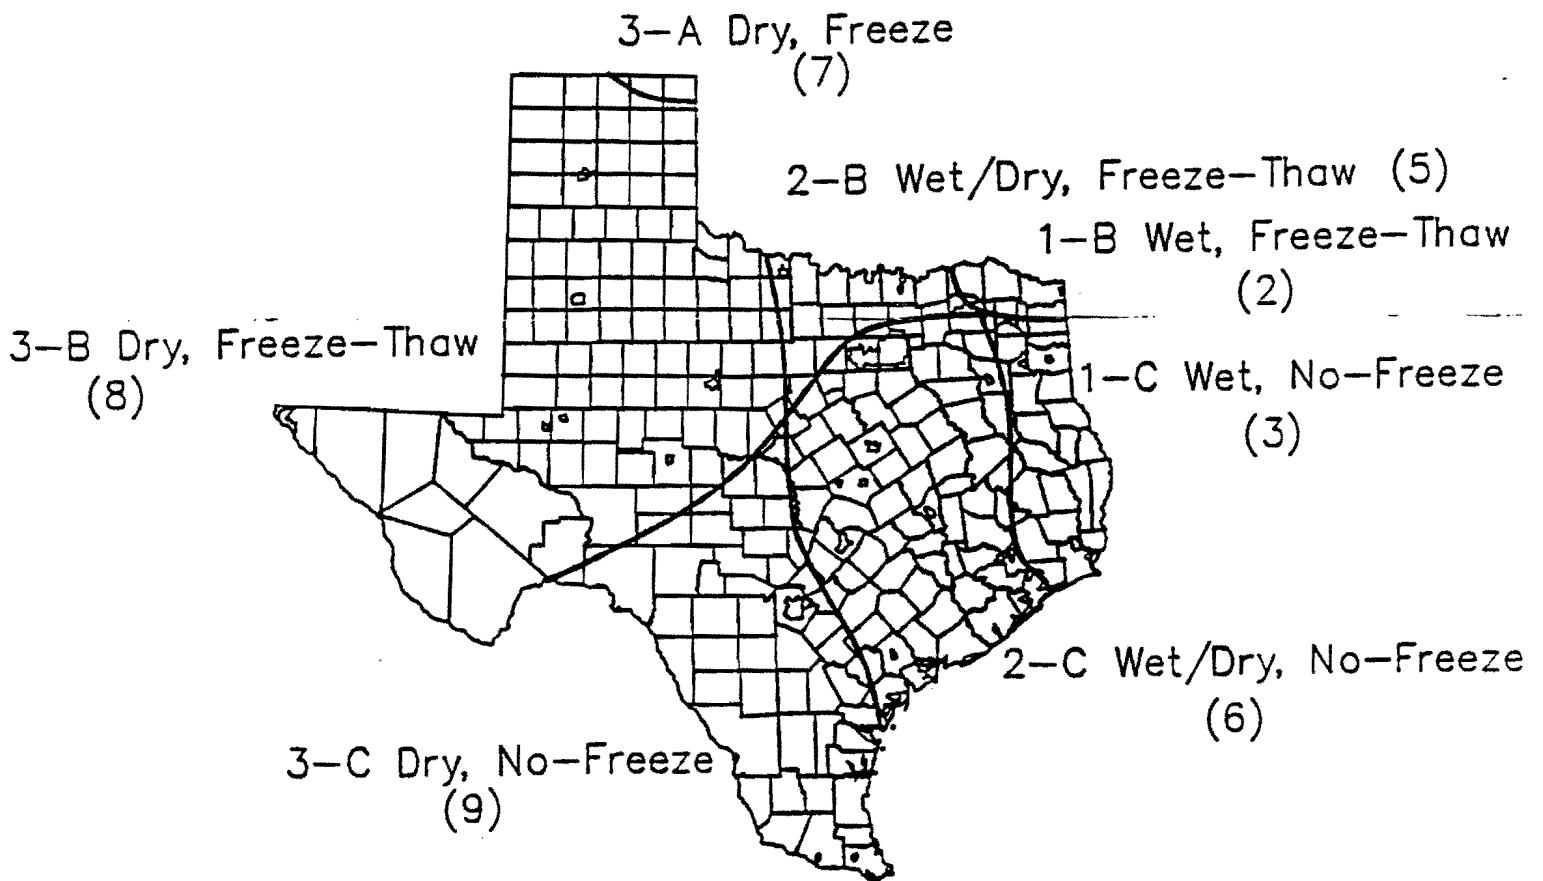 3-A Dry, Freeze
(7)
2-B Wet/Dry, Freeze-Thaw (5)
1-B Wet, Freeze-Thaw
(2)
3-B Dry, Freeze-Thaw
(8)
1-C Wet, No-Freeze
(3)
2-C Wet/Dry, No-Freeze
(6)
3-C Dry, No-Freeze
(9)